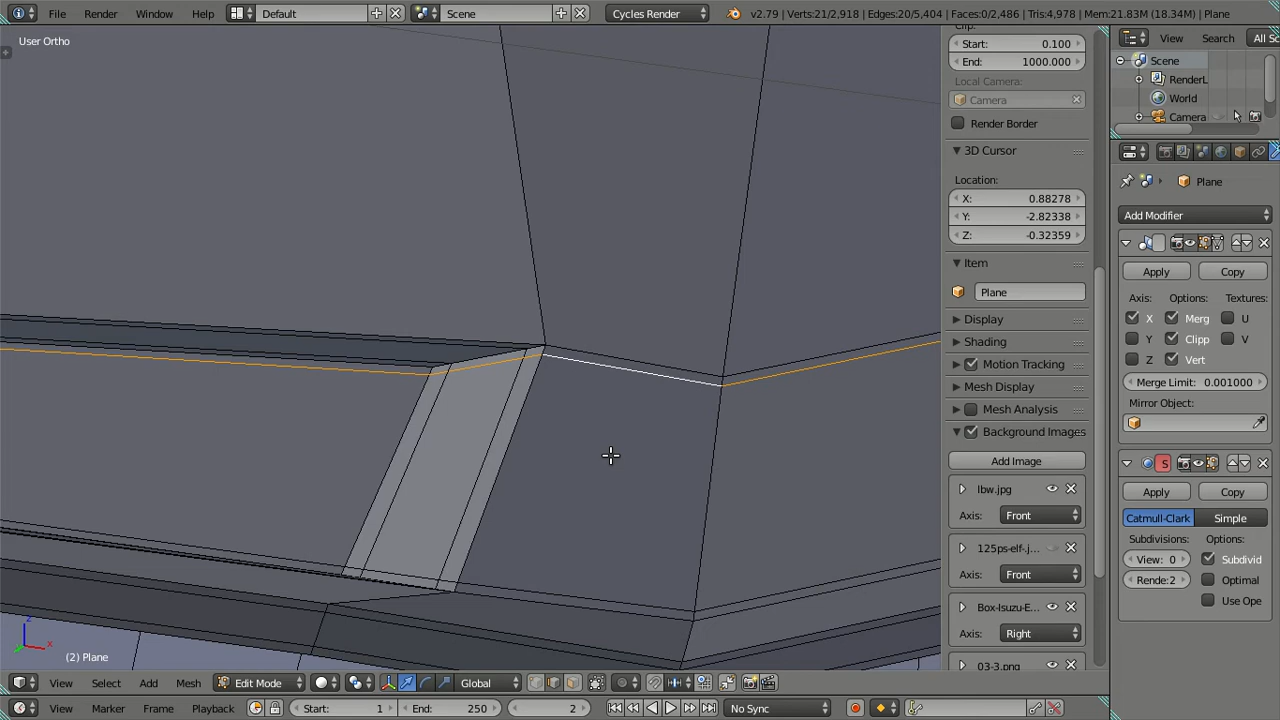 File Render Window Help Default Scene Cycles Render v2.79 | Verts:21/2,918 | Edges:20/5,404 | Faces:0/2,486 | Tris:4,978 | Mem:21.83M (18.34M) | Plane
User Ortho
Clip:
Start: 0.100
End: 1000.000
Local Camera:
Camera
Render Border
3D Cursor
Location:
X: 0.88278
Y: -2.82338
Z: -0.32359
Item
Plane
Display
Shading
Motion Tracking
Mesh Display
Mesh Analysis
Background Images
Add Image
lbw.jpg
Axis: Front
125ps-elf-.j...
Axis: Front
Box-Isuzu-E...
Axis: Right
03-3.png
View Search All Sc
Scene
RenderL
World
Camera
Plane
Add Modifier
Apply Copy
Axis: Options: Textures:
X Merg U
Y Clipp V
Z Vert
Merge Limit: 0.001000
Mirror Object:
S
Apply Copy
Catmull-Clark Simple
Subdivisions: Options:
View: 0 Subdivid
Rende: 2 Optimal
Use Ope
z
x
(2) Plane
View Select Add Mesh Edit Mode Global
View Marker Frame Playback Start: 1 End: 250 2 No Sync